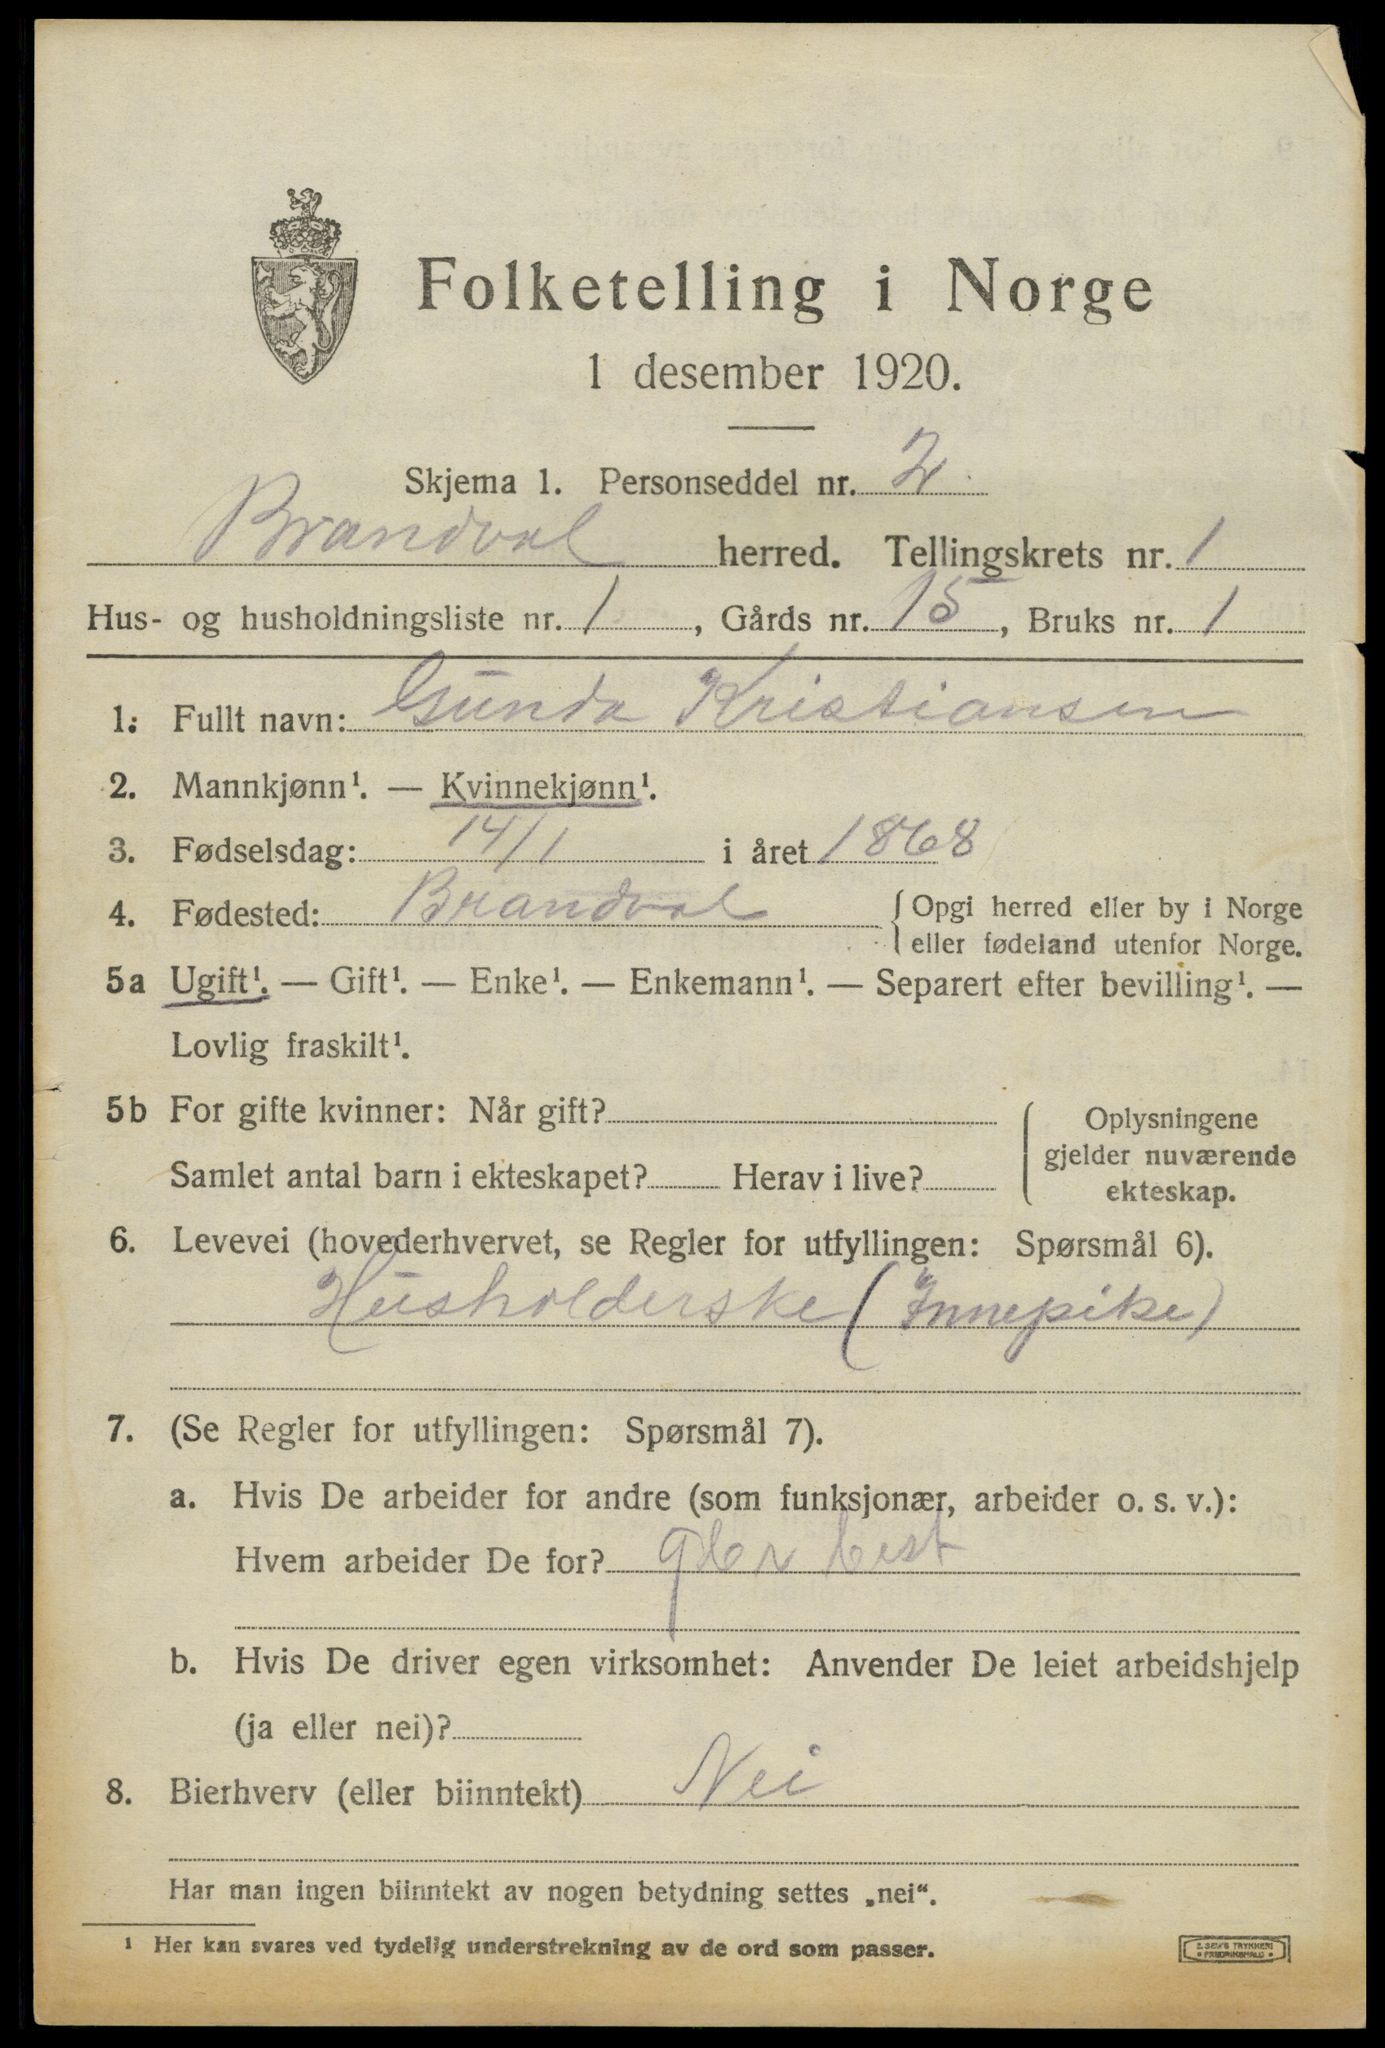 Folketelling i Norge
1 desember 1920.
Skjema 1. Personseddel nr. 2
Brandval herred. Tellingskrets nr. 1
Hus- og husholdningsliste nr. 1, Gårds nr. 15, Bruks nr. 1
1. Fullt navn: Gunda Kristiansen
2. Mannkjønn¹. — Kvinnekjønn¹.
3. Fødselsdag: 14/1 i året 1868
4. Fødested: Brandval {Opgi herred eller by i Norge
eller fødeland utenfor Norge.
5a Ugift¹. — Gift¹. — Enke¹. — Enkemann¹. — Separert efter bevilling¹. —
Lovlig fraskilt¹.
5b For gifte kvinner: Når gift?
Samlet antal barn i ekteskapet? Herav i live?
Oplysningene
gjelder nuværende
ekteskap.
6. Levevei (hovederhvervet, se Regler for utfyllingen: Spørsmål 6).
Husholderske (Innepike)
7. (Se Regler for utfyllingen: Spørsmål 7).
a. Hvis De arbeider for andre (som funksjonær, arbeider o. s. v.):
Hvem arbeider De for? best
b. Hvis De driver egen virksomhet: Anvender De leiet arbeidshjelp
(ja eller nei)?
8. Bierhverv (eller biinntekt) Nei
Har man ingen biinntekt av nogen betydning settes „nei“.
¹ Her kan svares ved tydelig understrekning av de ord som passer.
TRYKKERI
FREDRIKSHALD